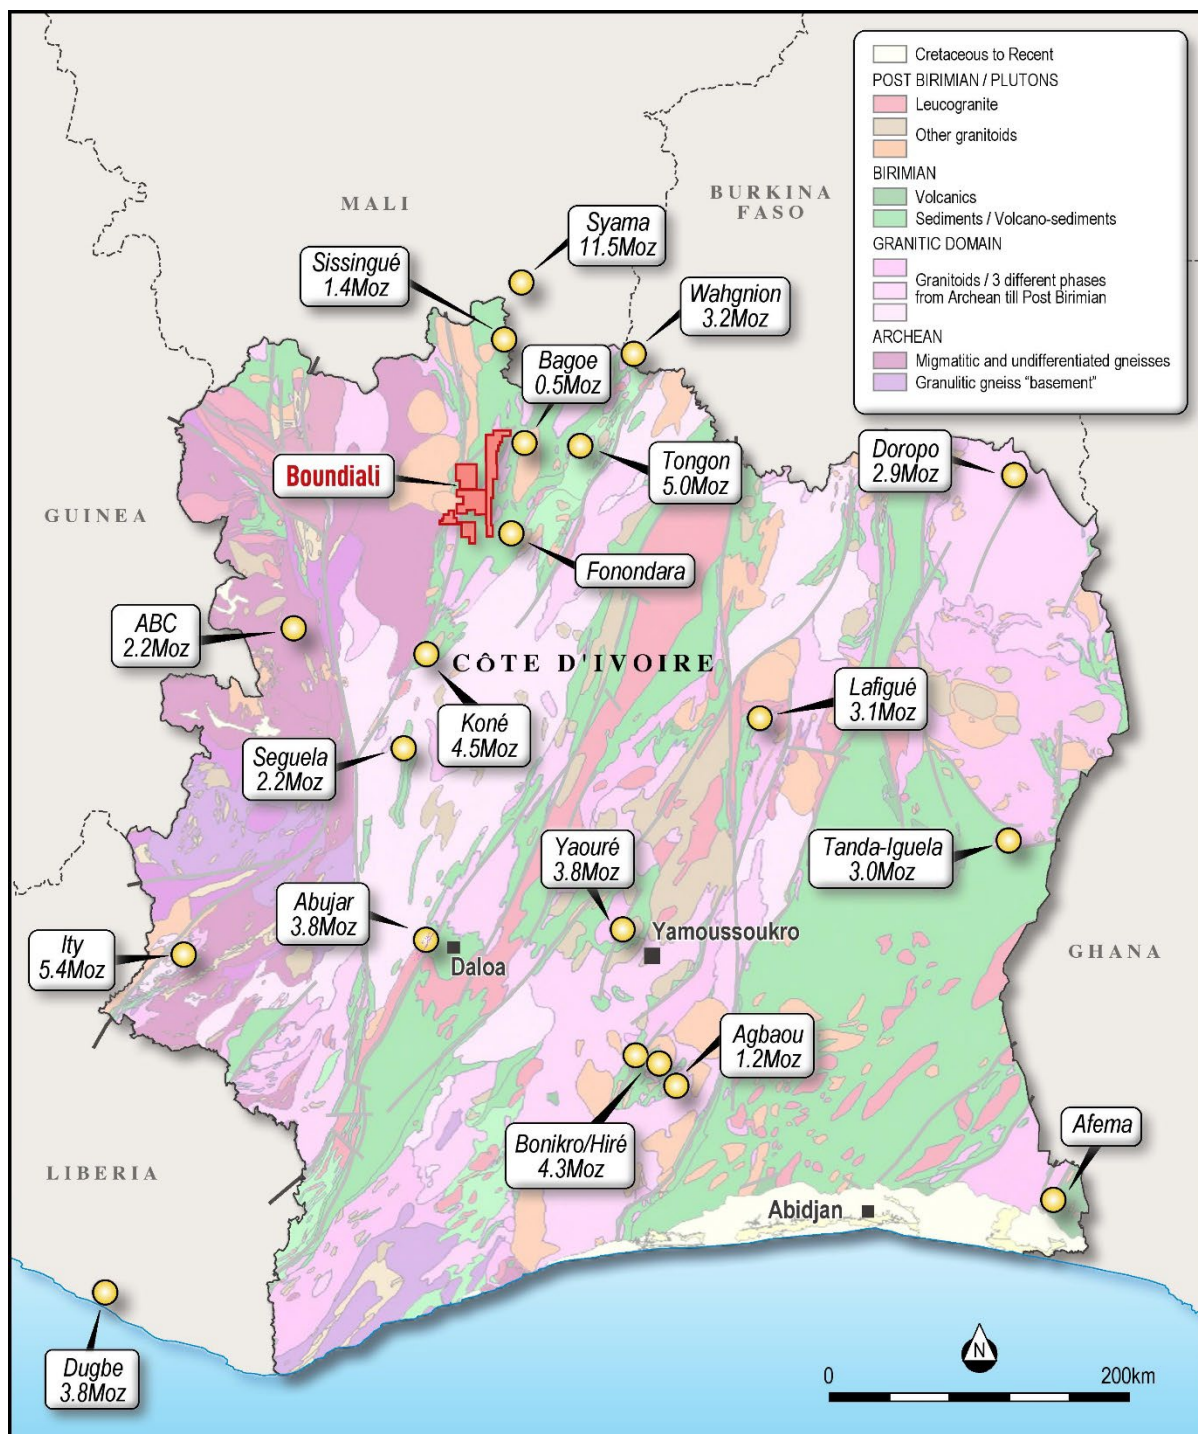 Cretaceous to Recent
POST BIRIMIAN / PLUTONS
Leucogranite
Other granitoids
BIRIMIAN
Volcanics
Sediments / Volcano-sediments
GRANITIC DOMAIN
Granitoids / 3 different phases
from Archean till Post Birimian
ARCHEAN
Migmatitic and undifferentiated gneisses
Granulitic gneiss "basement"
MALI
BURKINA
FASO
Syama
11.5Moz
Sissingué
1.4Moz
Wahgnion
3.2Moz
Bagoe
0.5Moz
Boundiali
Tongon
5.0Moz
Doropo
2.9Moz
GUINEA
Fonondara
ABC
2.2Moz
CÔTE D'IVOIRE
Koné
4.5Moz
Lafigué
3.1Moz
Seguela
2.2Moz
Yaouré
3.8Moz
Tanda-Iguela
3.0Moz
Abujar
3.8Moz
Ity
5.4Moz
Daloa
Yamoussoukro
GHANA
Agbaou
1.2Moz
Bonikro/Hiré
4.3Moz
Afema
LIBERIA
Abidjan
Dugbe
3.8Moz
N
0 200km